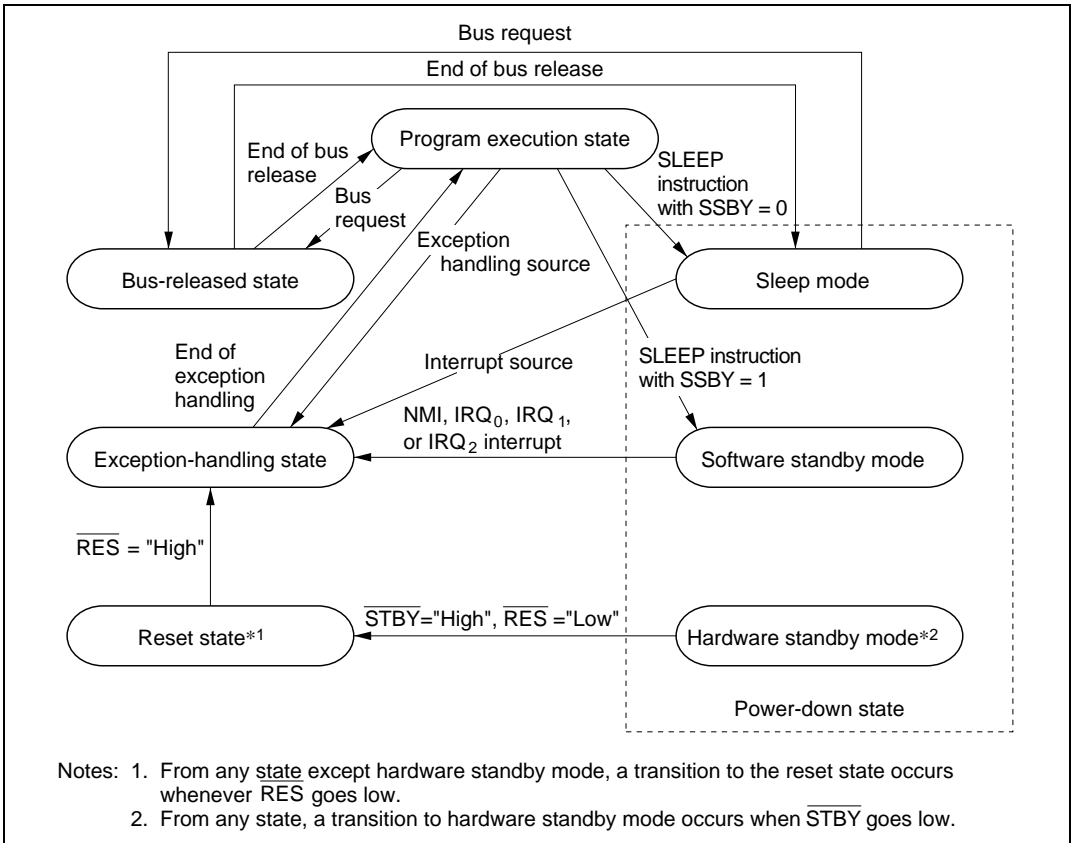 Bus request
End of bus release
Program execution state
End of bus
release
SLEEP
instruction
with SSBY = 0
Bus
request
Exception
handling source
Bus-released state
Sleep mode
End of
exception
handling
Interrupt source
SLEEP instruction
with SSBY = 1
NMI, IRQ0, IRQ 1,
or IRQ2 interrupt
Exception-handling state
Software standby mode
RES = "High"
STBY="High", RES ="Low"
Reset state*1
Hardware standby mode*2
Power-down state
Notes: 1. From any state except hardware standby mode, a transition to the reset state occurs
whenever RES goes low.
2. From any state, a transition to hardware standby mode occurs when STBY goes low.